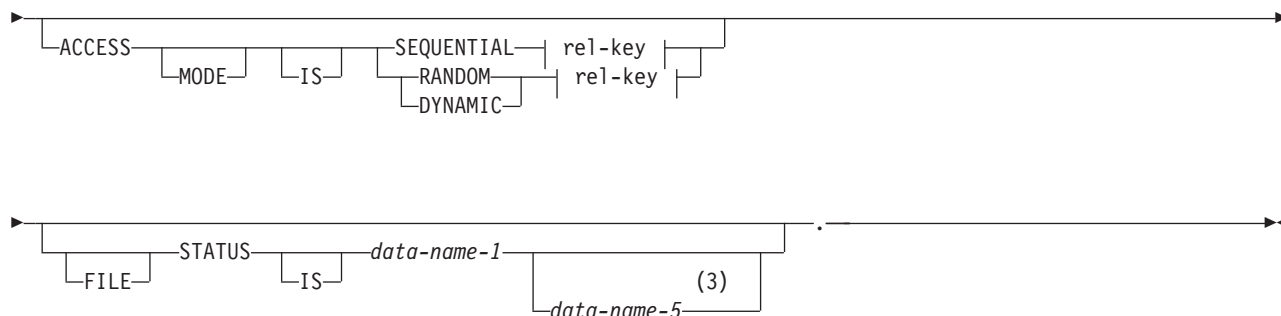 ACCESS MODE IS SEQUENTIAL rel-key
RANDOM rel-key
DYNAMIC
FILE STATUS IS data-name-1 .
(3)
data-name-5